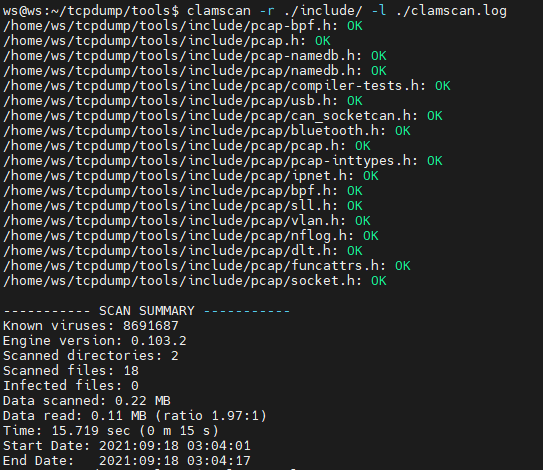 ws@ws:~/tcpdump/tools$ clamscan -r ./include/ -l ./clamscan.log
/home/ws/tcpdump/tools/include/pcap-bpf.h: OK
/home/ws/tcpdump/tools/include/pcap.h: OK
/home/ws/tcpdump/tools/include/pcap-namedb.h: OK
/home/ws/tcpdump/tools/include/pcap/namedb.h: OK
/home/ws/tcpdump/tools/include/pcap/compiler-tests.h: OK
/home/ws/tcpdump/tools/include/pcap/usb.h: OK
/home/ws/tcpdump/tools/include/pcap/can_socketcan.h: OK
/home/ws/tcpdump/tools/include/pcap/bluetooth.h: OK
/home/ws/tcpdump/tools/include/pcap/pcap.h: OK
/home/ws/tcpdump/tools/include/pcap/pcap-inttypes.h: OK
/home/ws/tcpdump/tools/include/pcap/ipnet.h: OK
/home/ws/tcpdump/tools/include/pcap/bpf.h: OK
/home/ws/tcpdump/tools/include/pcap/sll.h: OK
/home/ws/tcpdump/tools/include/pcap/vlan.h: OK
/home/ws/tcpdump/tools/include/pcap/nflog.h: OK
/home/ws/tcpdump/tools/include/pcap/dlt.h: OK
/home/ws/tcpdump/tools/include/pcap/funcattrs.h: OK
/home/ws/tcpdump/tools/include/pcap/socket.h: OK
----------- SCAN SUMMARY -----------
Known viruses: 8691687
Engine version: 0.103.2
Scanned directories: 2
Scanned files: 18
Infected files: 0
Data scanned: 0.22 MB
Data read: 0.11 MB (ratio 1.97:1)
Time: 15.719 sec (0 m 15 s)
Start Date: 2021:09:18 03:04:01
End Date:   2021:09:18 03:04:17